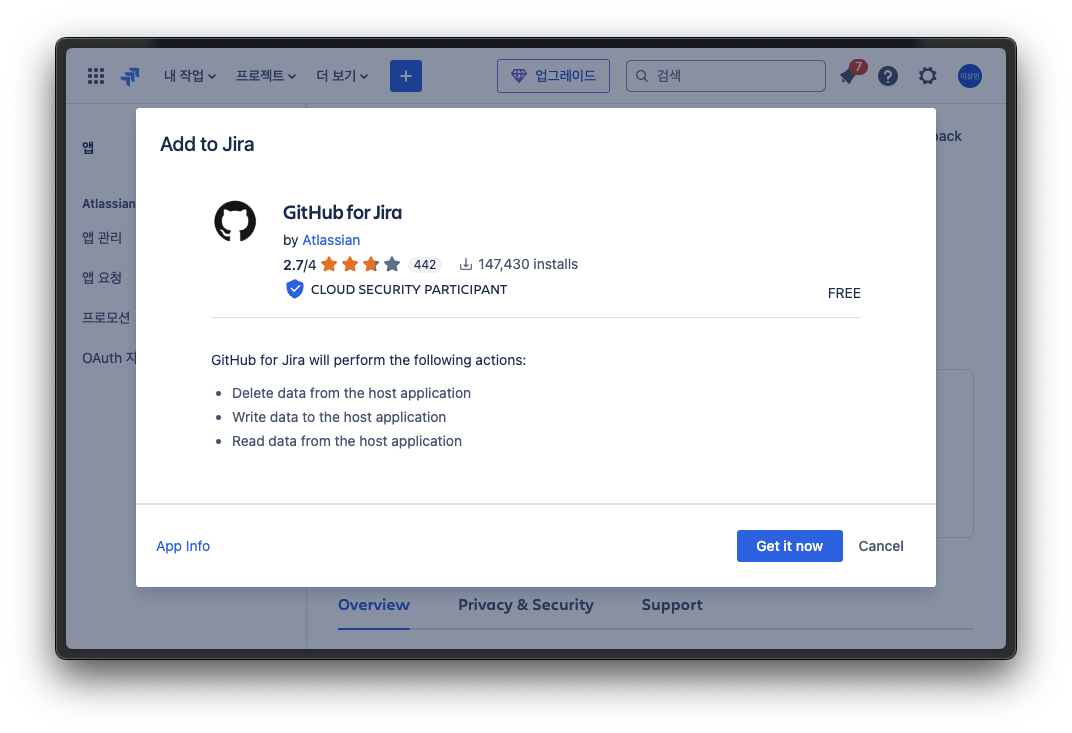 내 작업 프로젝트 더 보기 + 업그레이드 검색 7 ? 이상민
앱
back
Add to Jira
Atlassian
앱 관리
앱 요청
프로모션
OAuth
GitHub for Jira
by Atlassian
2.7/4 442 147,430 installs
CLOUD SECURITY PARTICIPANT
FREE
GitHub for Jira will perform the following actions:
• Delete data from the host application
• Write data to the host application
• Read data from the host application
App Info Get it now Cancel
Overview Privacy & Security Support